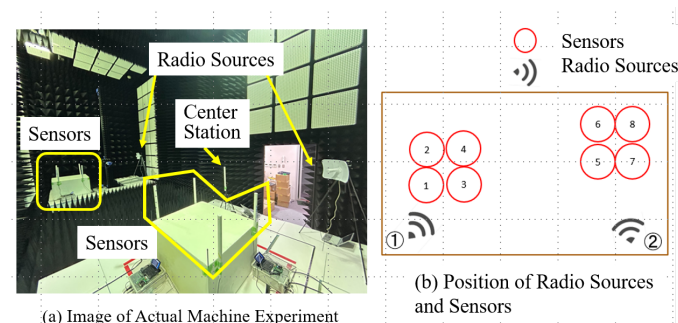 Radio Sources
Center
Station
Sensors
Sensors
(a) Image of Actual Machine Experiment
Sensors
Radio Sources
6 8
2 4
5 7
1 3
① ②
(b) Position of Radio Sources
and Sensors